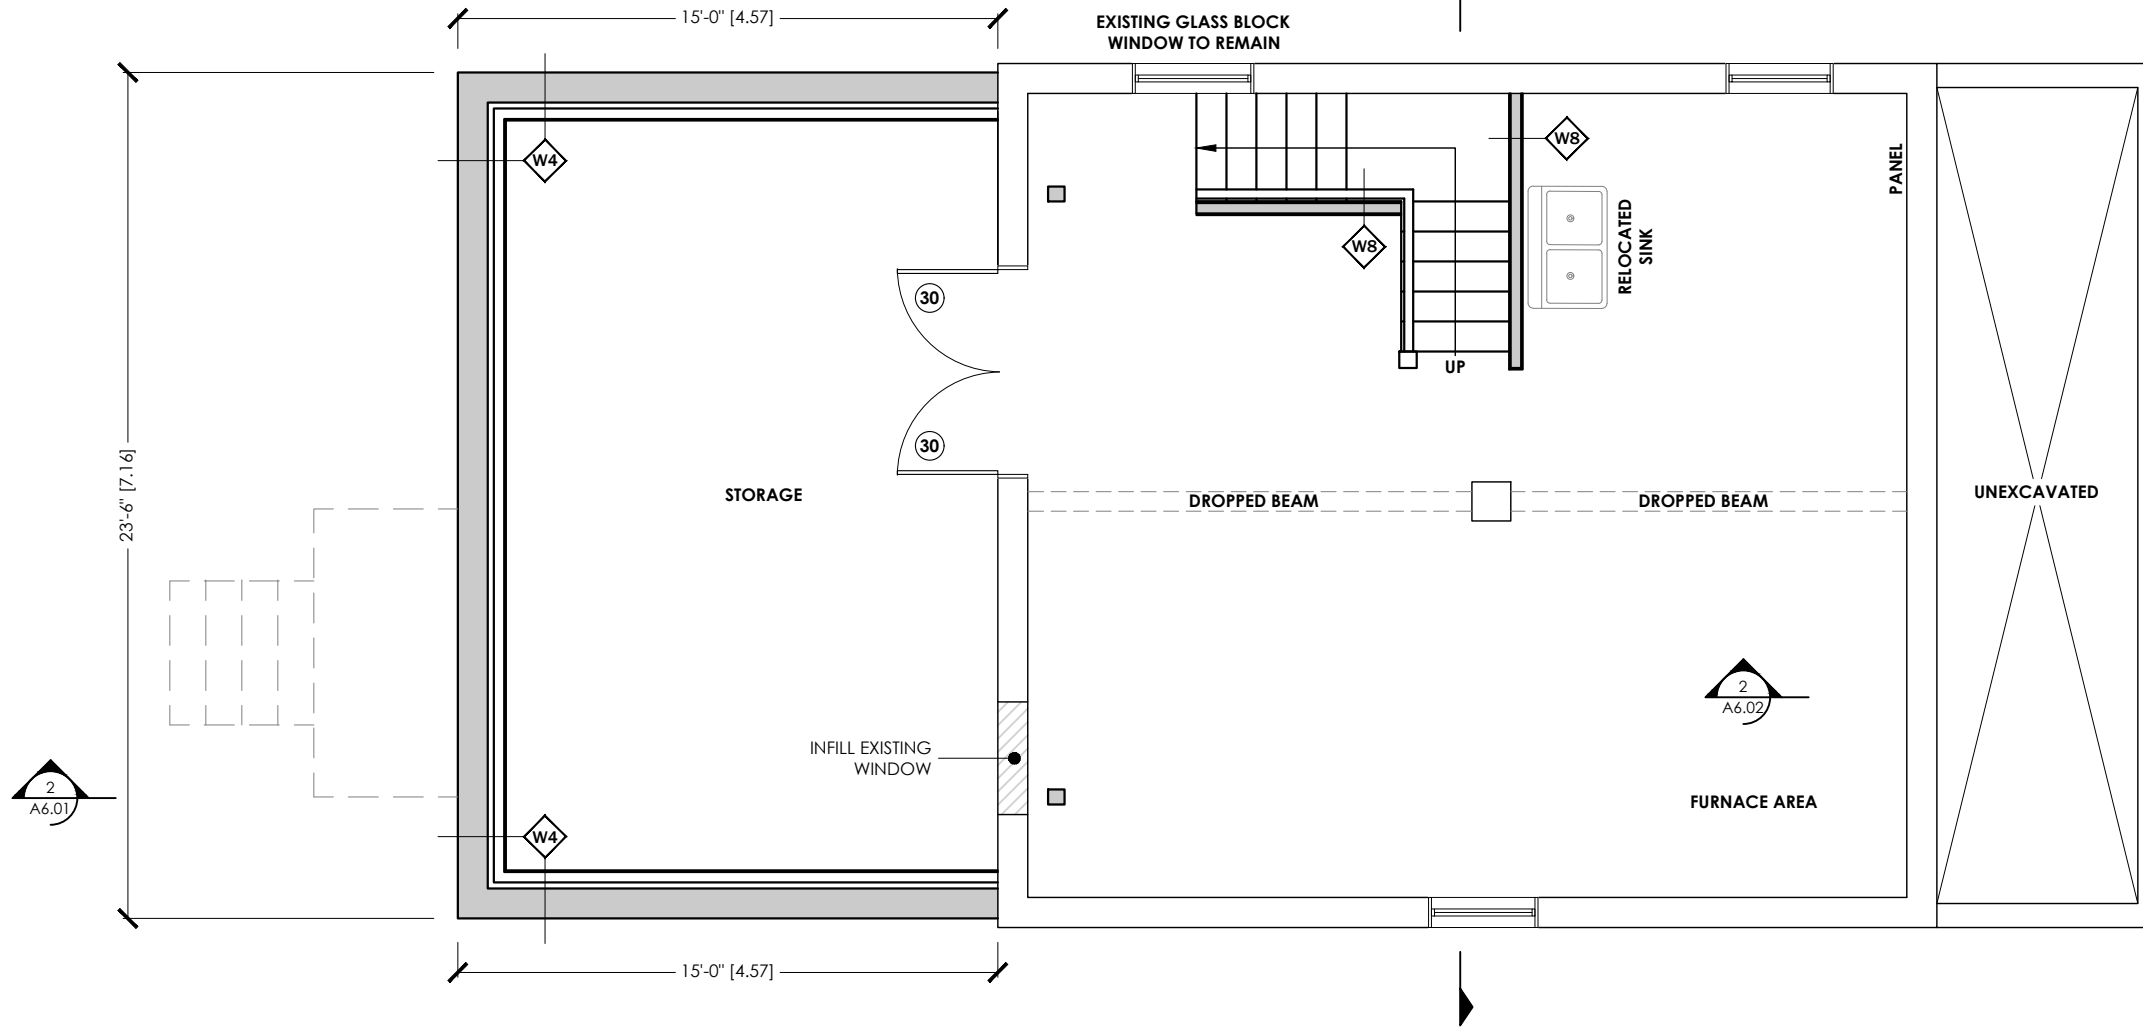 15'-0" [4.57]
EXISTING GLASS BLOCK
WINDOW TO REMAIN
W4
W8
PANEL
RELOCATED
SINK
W8
30
UP
30
23'-6" [7.16]
STORAGE
DROPPED BEAM
DROPPED BEAM
UNEXCAVATED
2
A6.02
INFILL EXISTING
WINDOW
2
A6.01
FURNACE AREA
W4
15'-0" [4.57]